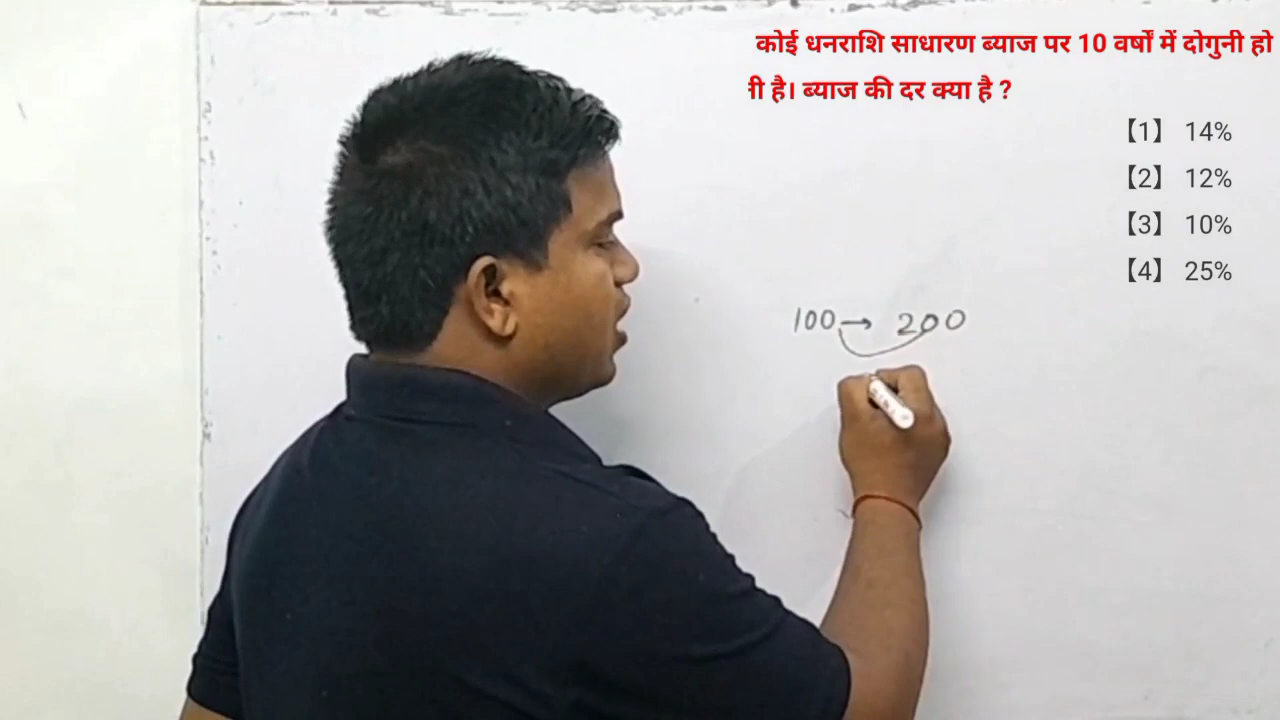 कोई धनराशि साधारण ब्याज पर 10 वर्षों में दोगुनी हो
है। ब्याज की दर क्या है ?
【1】 14%
【2】 12%
【3】 10%
【4】 25%
100 → 200